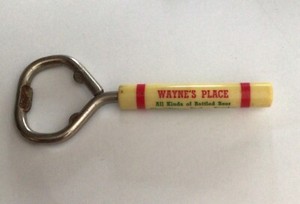 WAYNE'S PLACE
All Kinds of Bottled Beer